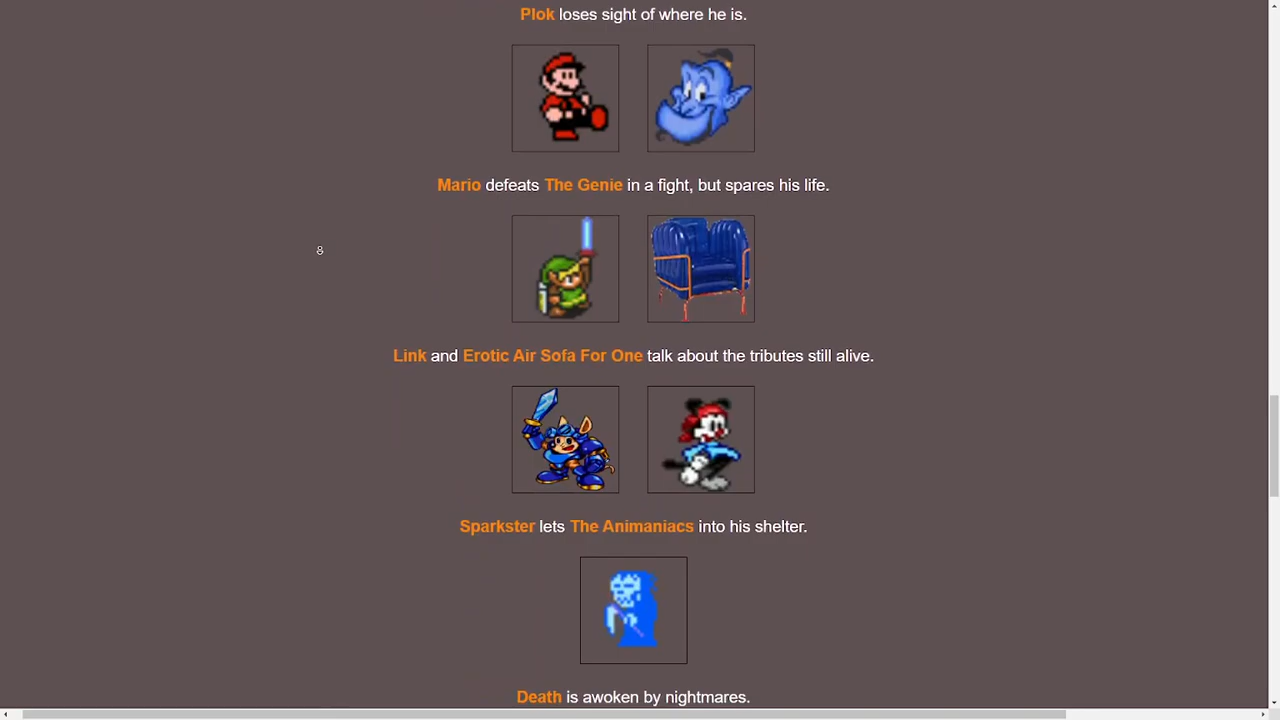 Plok loses sight of where he is.
Mario defeats The Genie in a fight, but spares his life.
8
Link and Erotic Air Sofa For One talk about the tributes still alive.
Sparkster lets The Animaniacs into his shelter.
Death is awoken by nightmares.